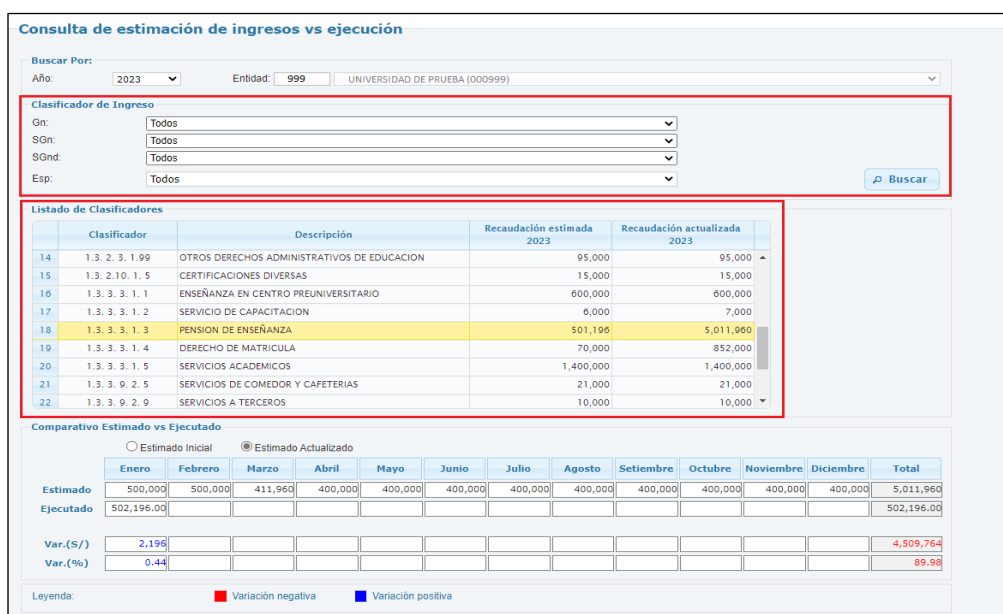 Consulta de estimación de ingresos vs ejecución
Buscar Por:
Año: 2023 Entidad: 999 UNIVERSIDAD DE PRUEBA (000999)
Clasificador de Ingreso
Gn: Todos
SGn: Todos
SGnd: Todos
Esp: Todos Buscar
Listado de Clasificadores
Clasificador Descripción Recaudación estimada 2023 Recaudación actualizada 2023
14 1.3. 2. 3. 1.99 OTROS DERECHOS ADMINISTRATIVOS DE EDUCACION 95,000 95,000
15 1.3. 2.10. 1. 5 CERTIFICACIONES DIVERSAS 15,000 15,000
16 1.3. 3. 3. 1. 1 ENSEÑANZA EN CENTRO PREUNIVERSITARIO 600,000 600,000
17 1.3. 3. 3. 1. 2 SERVICIO DE CAPACITACION 6,000 7,000
18 1.3. 3. 3. 1. 3 PENSION DE ENSEÑANZA 501,196 5,011,960
19 1.3. 3. 3. 1. 4 DERECHO DE MATRICULA 70,000 852,000
20 1.3. 3. 3. 1. 5 SERVICIOS ACADEMICOS 1,400,000 1,400,000
21 1.3. 3. 9. 2. 5 SERVICIOS DE COMEDOR Y CAFETERIAS 21,000 21,000
22 1.3. 3. 9. 2. 9 SERVICIOS A TERCEROS 10,000 10,000
Comparativo Estimado vs Ejecutado
Estimado Inicial Estimado Actualizado
Enero Febrero Marzo Abril Mayo Junio Julio Agosto Setiembre Octubre Noviembre Diciembre Total
Estimado 500,000 500,000 411,960 400,000 400,000 400,000 400,000 400,000 400,000 400,000 400,000 400,000 5,011,960
Ejecutado 502,196.00 502,196.00
Var.(S/) 2,196 4,509,764
Var.(%) 0.44 89.98
Leyenda: Variación negativa Variación positiva